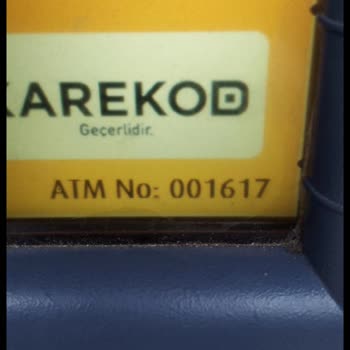 KAREKOD
Geçerlidir.
ATM No: 001617